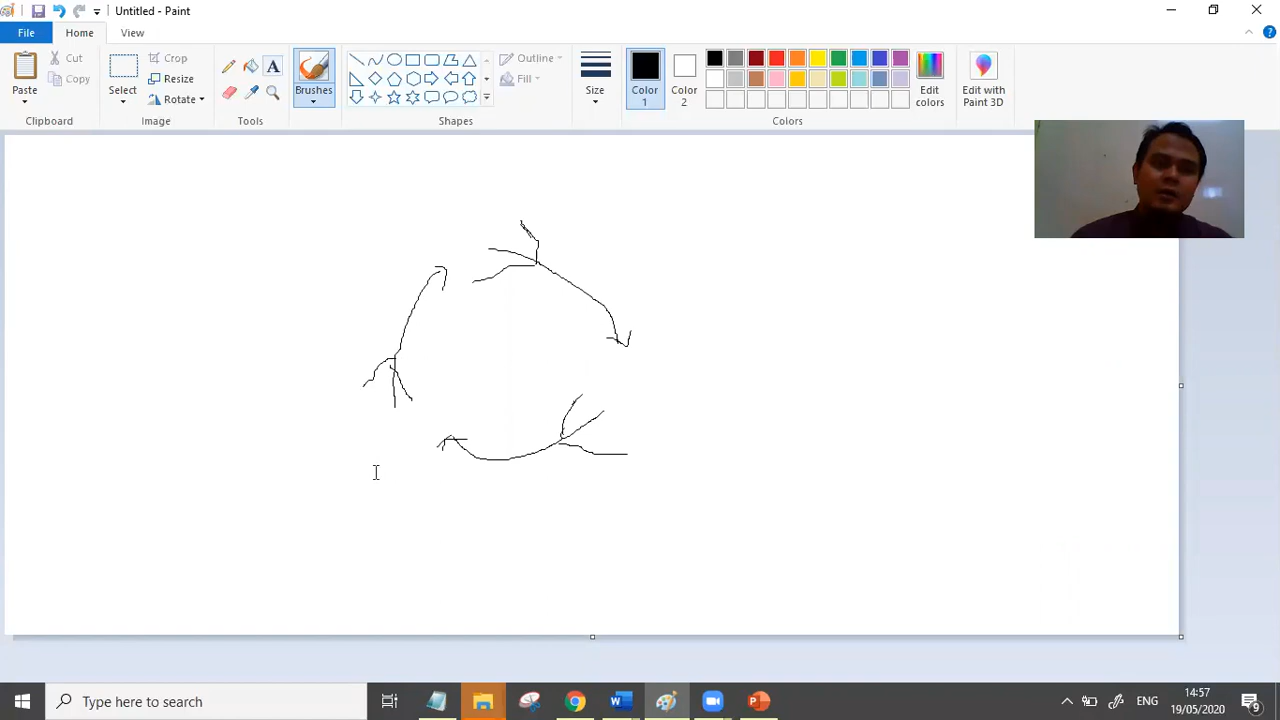 Untitled - Paint
File
Home
View
Paste
Cut
Copy
Clipboard
Select
Crop
Resize
Rotate
Image
A
Tools
Brushes
Shapes
Outline
Fill
Size
Color 1
Color 2
Edit colors
Edit with Paint 3D
Colors
Type here to search
ENG
14:57
19/05/2020
9